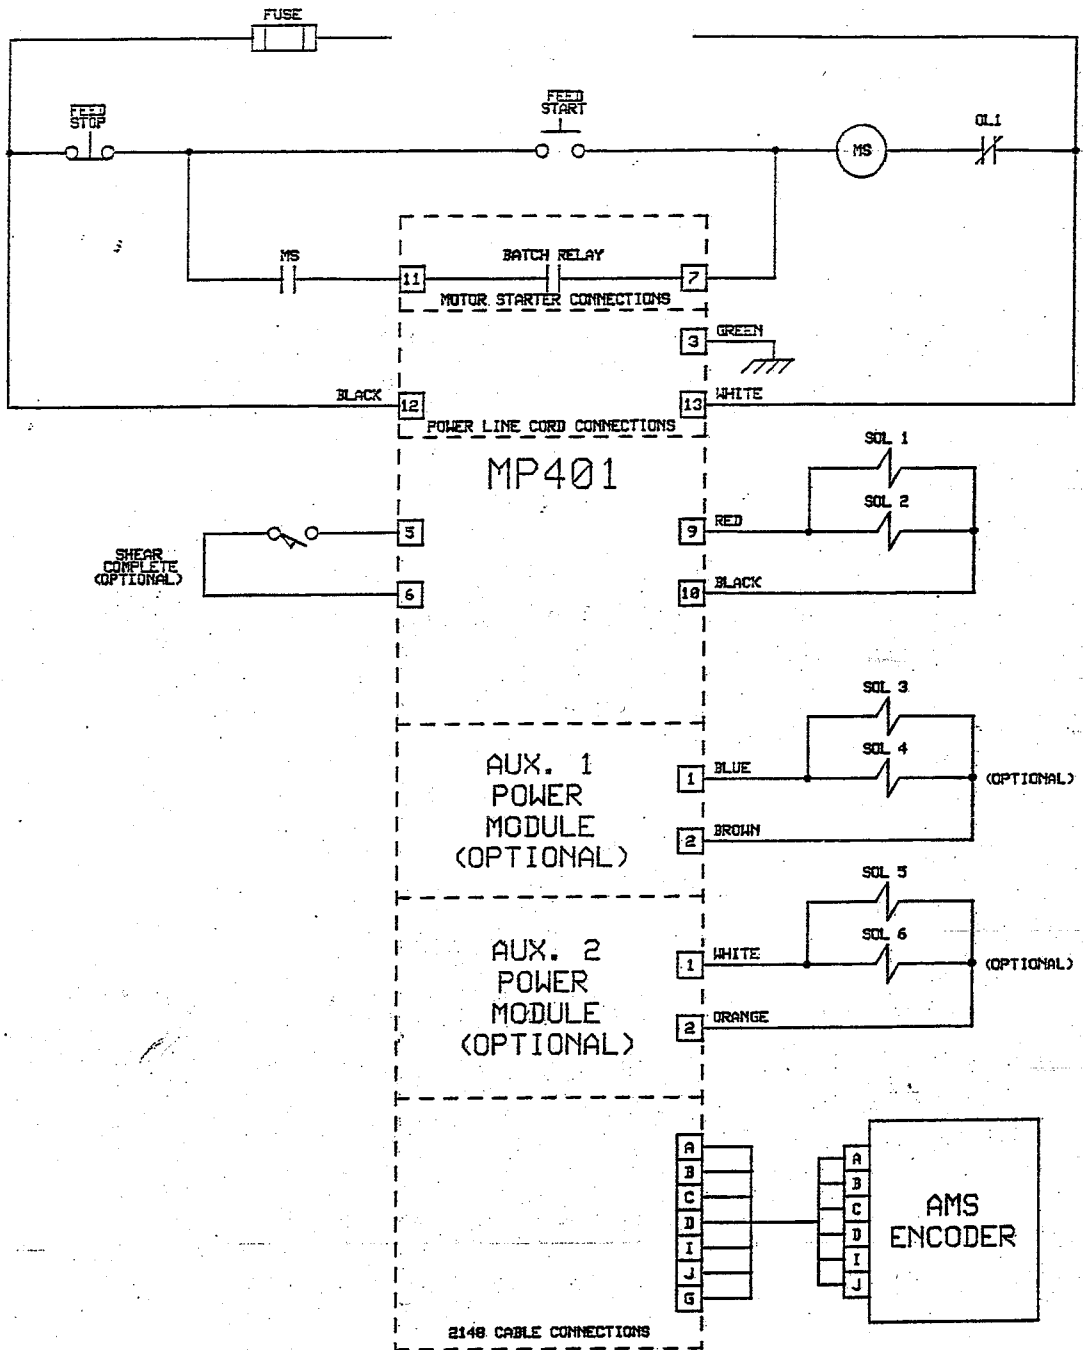 FUSE
FEED
STOP
FEED
START
OL1
MS
MS
BATCH RELAY
11
7
MOTOR STARTER CONNECTIONS
3
GREEN
BLACK
12
13
WHITE
POWER LINE CORD CONNECTIONS
MP401
SOL 1
SOL 2
5
9
RED
SHEAR
COMPLETE
(OPTIONAL)
6
10
BLACK
SOL 3
SOL 4
AUX. 1
POWER
MODULE
(OPTIONAL)
1
BLUE
(OPTIONAL)
2
BROWN
SOL 5
SOL 6
AUX. 2
POWER
MODULE
(OPTIONAL)
1
WHITE
(OPTIONAL)
2
ORANGE
A
B
C
D
I
J
G
A
B
C
D
I
J
AMS
ENCODER
2148 CABLE CONNECTIONS